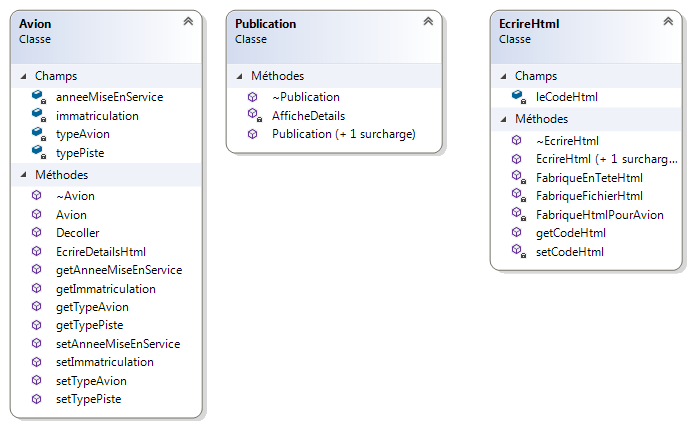 Avion
Classe
Champs
anneeMiseEnService
immatriculation
typeAvion
typePiste
Méthodes
~Avion
Avion
Decoller
EcrireDetailsHtml
getAnneeMiseEnService
getImmatriculation
getTypeAvion
getTypePiste
setAnneeMiseEnService
setImmatriculation
setTypeAvion
setTypePiste
Publication
Classe
Méthodes
~Publication
AfficheDetails
Publication (+ 1 surcharge)
EcrireHtml
Classe
Champs
leCodeHtml
Méthodes
~EcrireHtml
EcrireHtml (+ 1 surcharg...
FabriqueEnTeteHtml
FabriqueFichierHtml
FabriqueHtmlPourAvion
getCodeHtml
setCodeHtml